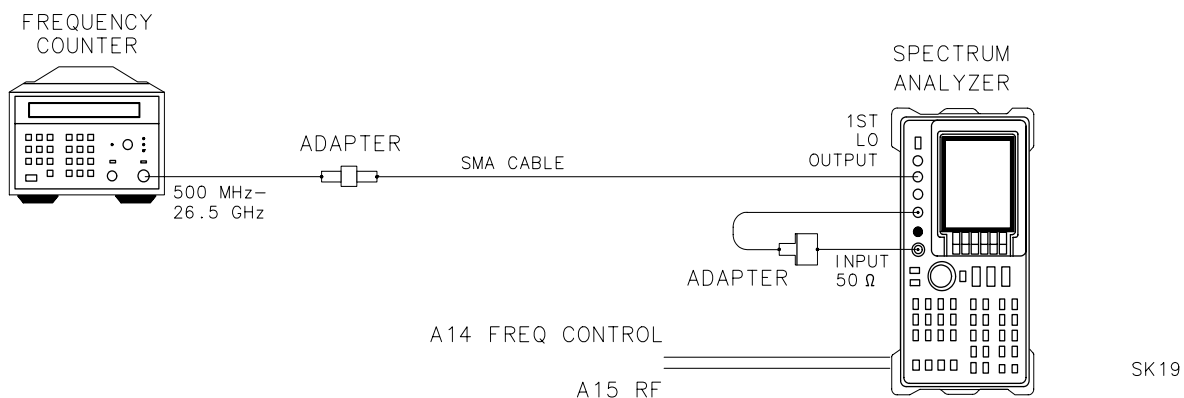 FREQUENCY
COUNTER
SPECTRUM
ANALYZER
1ST
LO
OUTPUT
ADAPTER
SMA CABLE
500 MHz–
26.5 GHz
INPUT
50 Ω
ADAPTER
A14 FREQ CONTROL
A15 RF
SK19